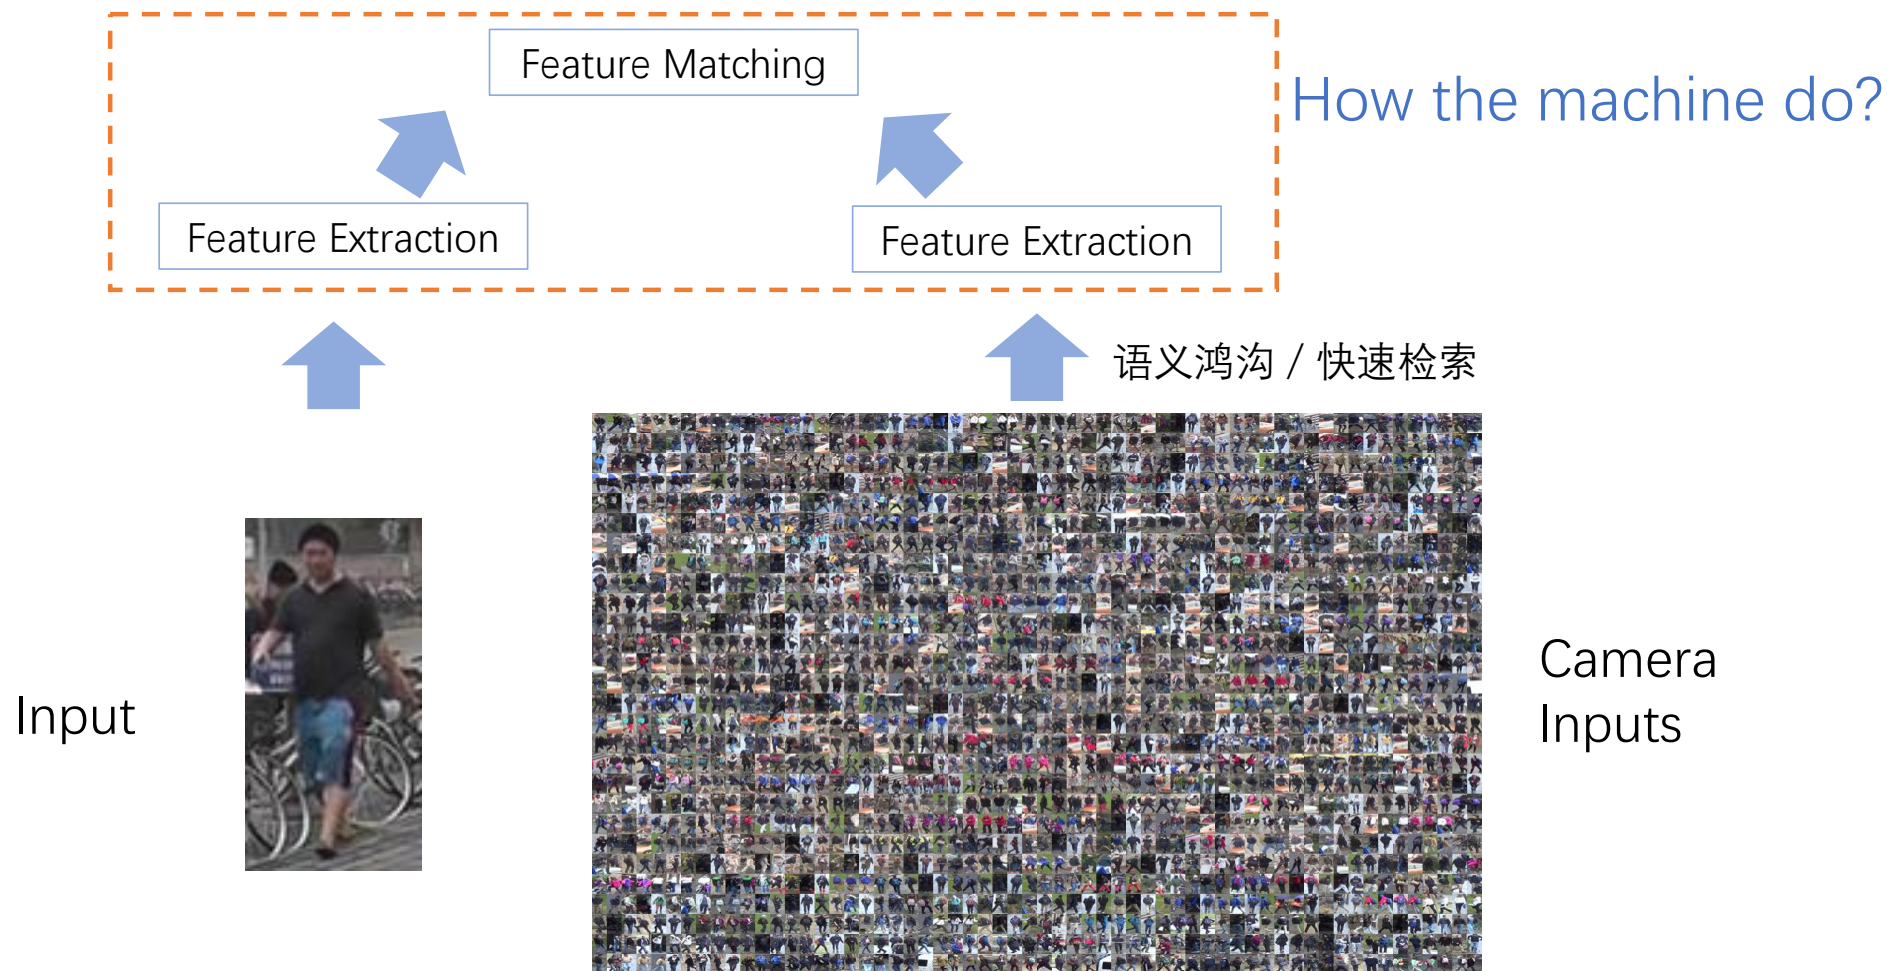 Feature Matching
How the machine do?
Feature Extraction
Feature Extraction
语义鸿沟 / 快速检索
Input
Camera
Inputs